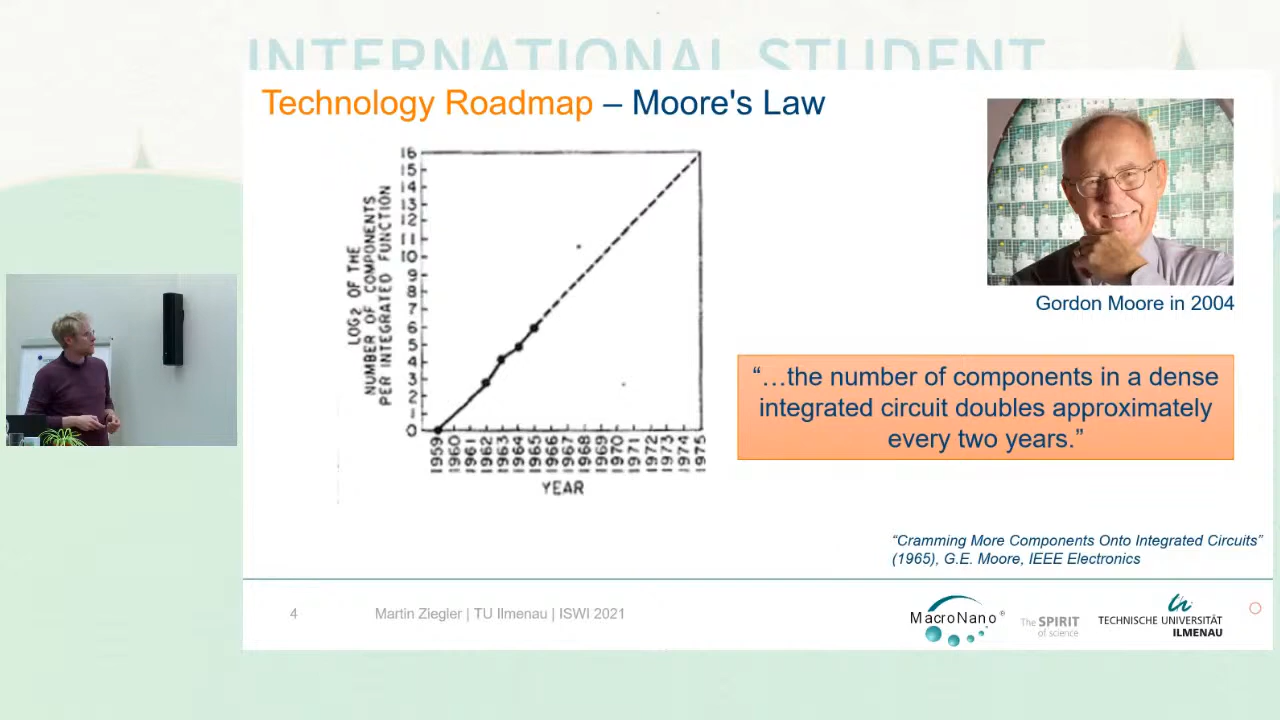 INTERNATIONAL STUDENT
Technology Roadmap – Moore's Law
16
15
14
13
12
11
10
9
8
7
6
5
4
3
2
1
0
LOG2 OF THE
NUMBER OF COMPONENTS
PER INTEGRATED FUNCTION
1959
1960
1961
1962
1963
1964
1965
1966
1967
1968
1969
1970
1971
1972
1973
1974
1975
YEAR
Gordon Moore in 2004
“…the number of components in a dense
integrated circuit doubles approximately
every two years.”
“Cramming More Components Onto Integrated Circuits”
(1965), G.E. Moore, IEEE Electronics
4
Martin Ziegler | TU Ilmenau | ISWI 2021
MacroNano®
The SPIRIT
of science
TECHNISCHE UNIVERSITÄT
ILMENAU